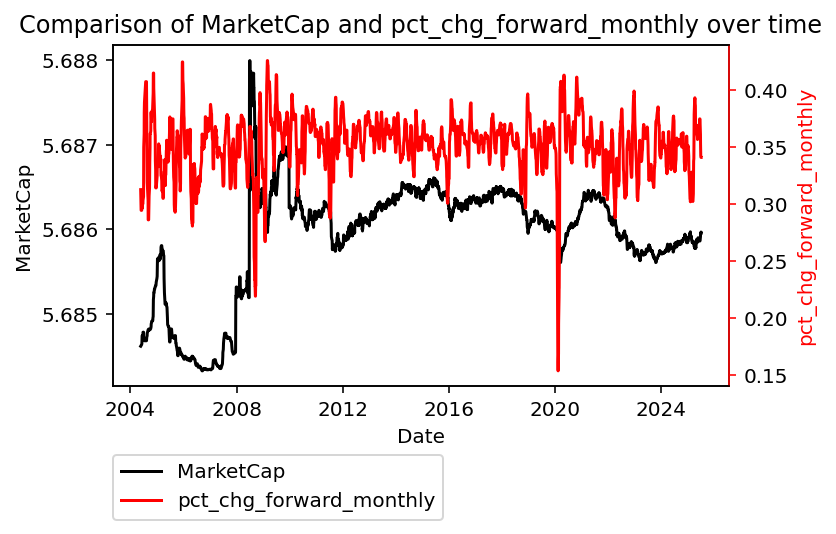 Comparison of MarketCap and pct_chg_forward_monthly over time
5.688
5.687
5.686
5.685
MarketCap
0.40
0.35
0.30
0.25
0.20
0.15
pct_chg_forward_monthly
2004 2008 2012 2016 2020 2024
Date
MarketCap
pct_chg_forward_monthly